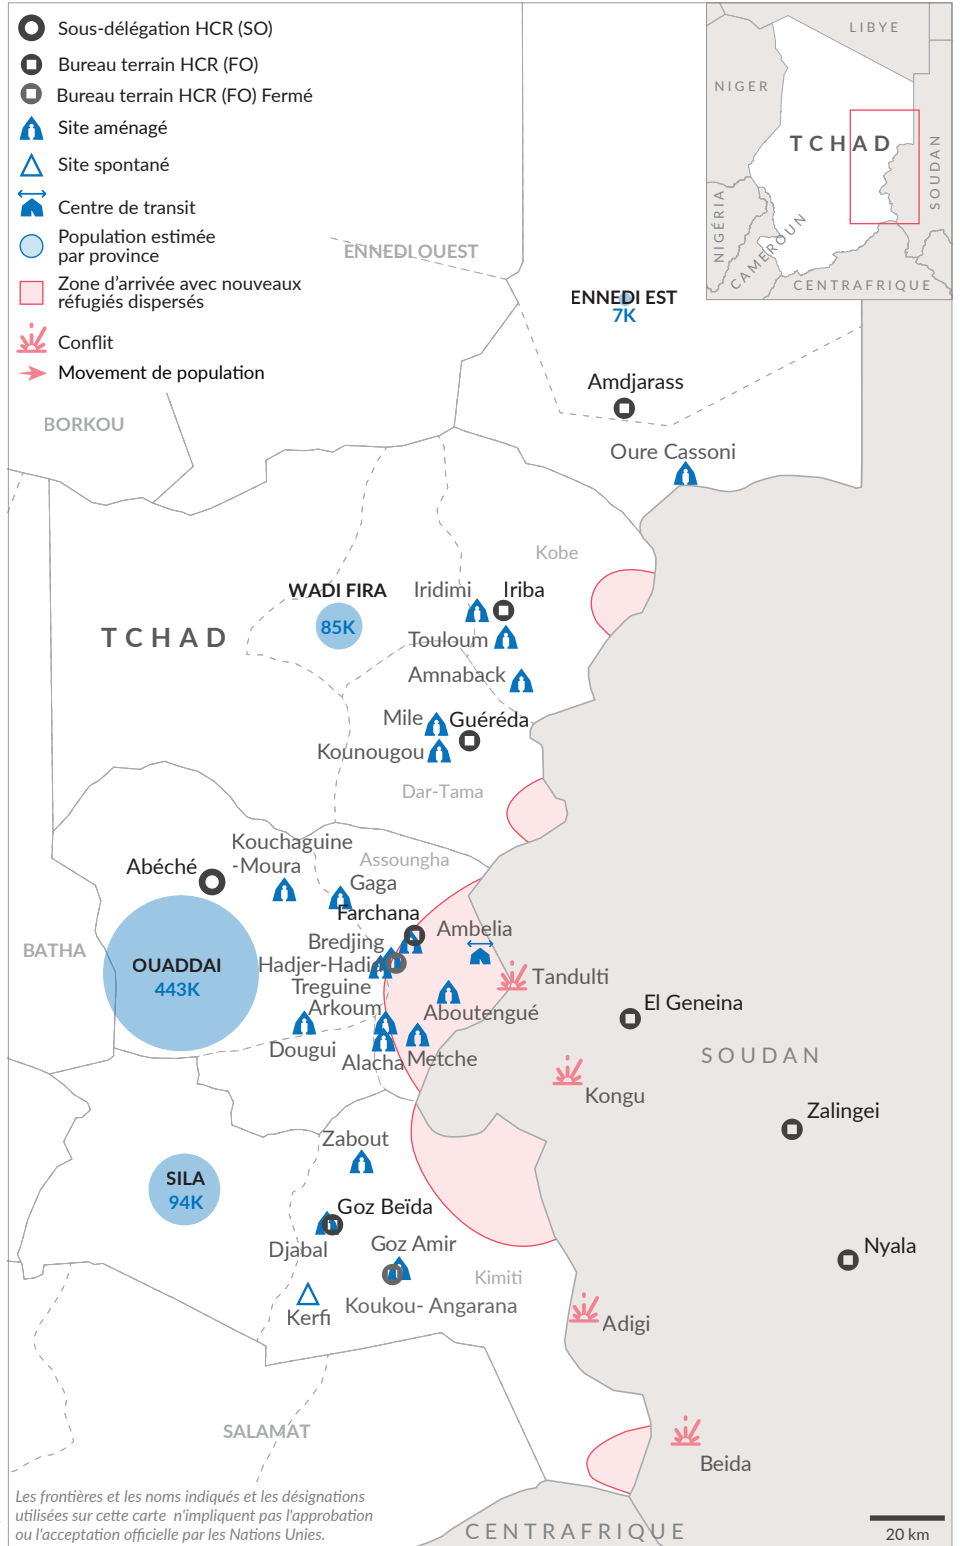 Sous-délégation HCR (SO)
Bureau terrain HCR (FO)
Bureau terrain HCR (FO) Fermé
Site aménagé
Site spontané
Centre de transit
Population estimée
par province
Zone d'arrivée avec nouveaux
réfugiés dispersés
Conflit
Movement de population
LIBYE
NIGER
TCHAD
SOUDAN
NIGÉRIA
CAMEROUN
CENTRAFRIQUE
ENNEDI OUEST
ENNEDI EST
7K
Amdjarass
BORKOU
Oure Cassoni
Kobe
WADI FIRA
85K
Iridimi
Iriba
TCHAD
Touloum
Amnaback
Mile
Guéréda
Kounougou
Dar-Tama
Kouchaguine
-Moura
Abéché
Assoungha
Gaga
Farchana
Ambelia
BATHA
Bredjing
OUADDAI
443K
Hadjer-Hadid
Tandulti
Treguine
Arkoum
Aboutengué
El Geneina
Dougui
Alacha
Metche
SOUDAN
Kongu
Zalingei
Zabout
SILA
94K
Goz Beïda
Djabal
Goz Amir
Nyala
Kimiti
Kerfi
Koukou- Angarana
Adigi
SALAMAT
Beida
Les frontières et les noms indiqués et les désignations
utilisées sur cette carte n'impliquent pas l'approbation
ou l'acceptation officielle par les Nations Unies.
CENTRAFRIQUE
20 km